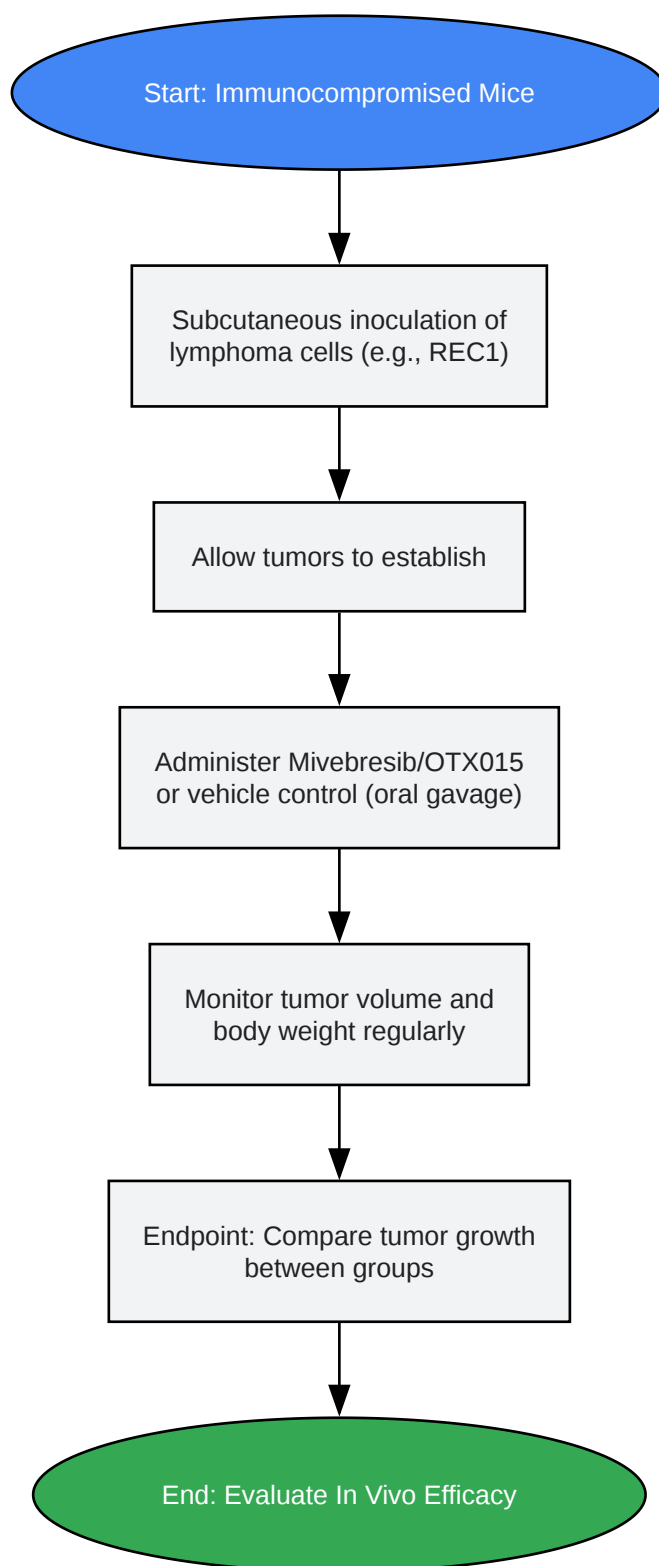 Start: Immunocompromised Mice
Subcutaneous inoculation of
lymphoma cells (e.g., REC1)
Allow tumors to establish
Administer Mivebresib/OTX015
or vehicle control (oral gavage)
Monitor tumor volume and
body weight regularly
Endpoint: Compare tumor growth
between groups
End: Evaluate In Vivo Efficacy